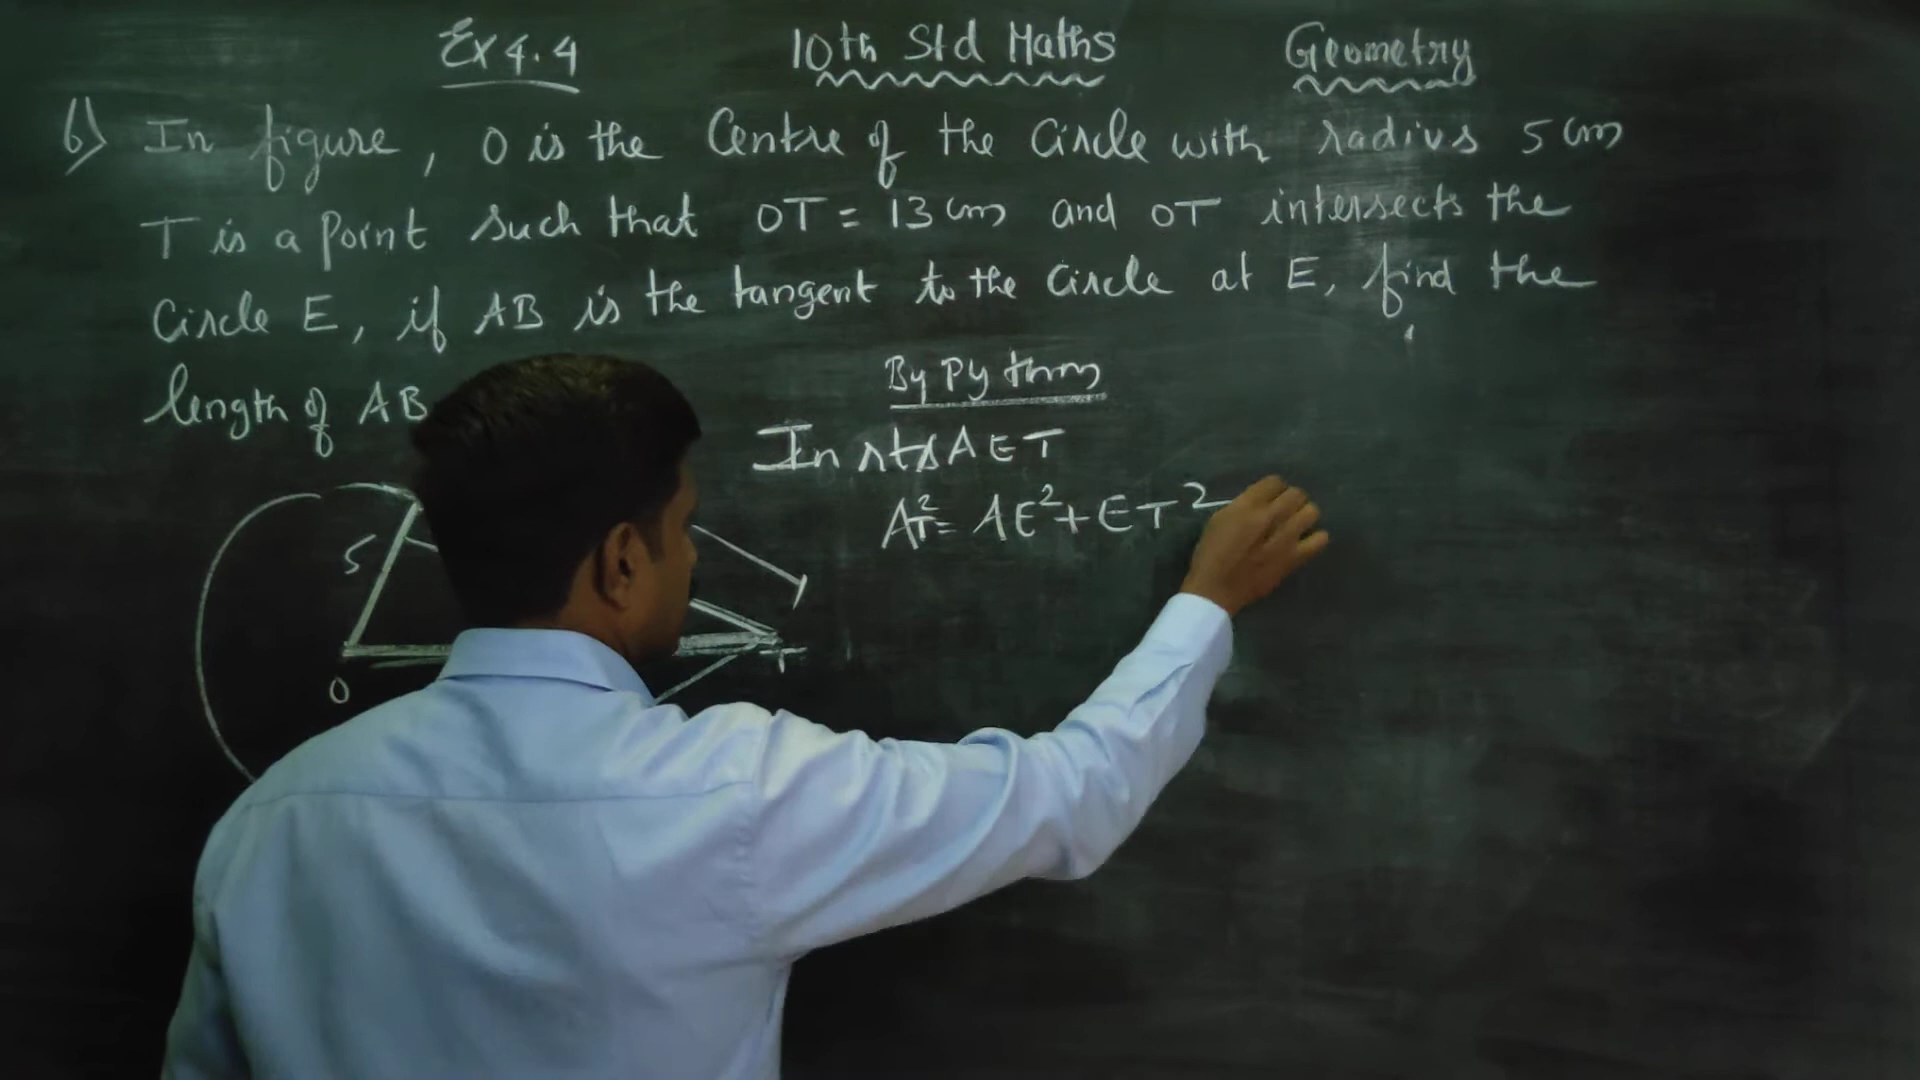 Ex 4.4 10th Std Maths Geometry
6) In figure, O is the Centre of the Circle with radius 5 cm
T is a Point such that OT = 13 cm and OT intersects the
Circle E, if AB is the tangent to the Circle at E, find the
length of AB
By Pythros
In rt Δ AET
AT² = AE² + ET²
5
O
T